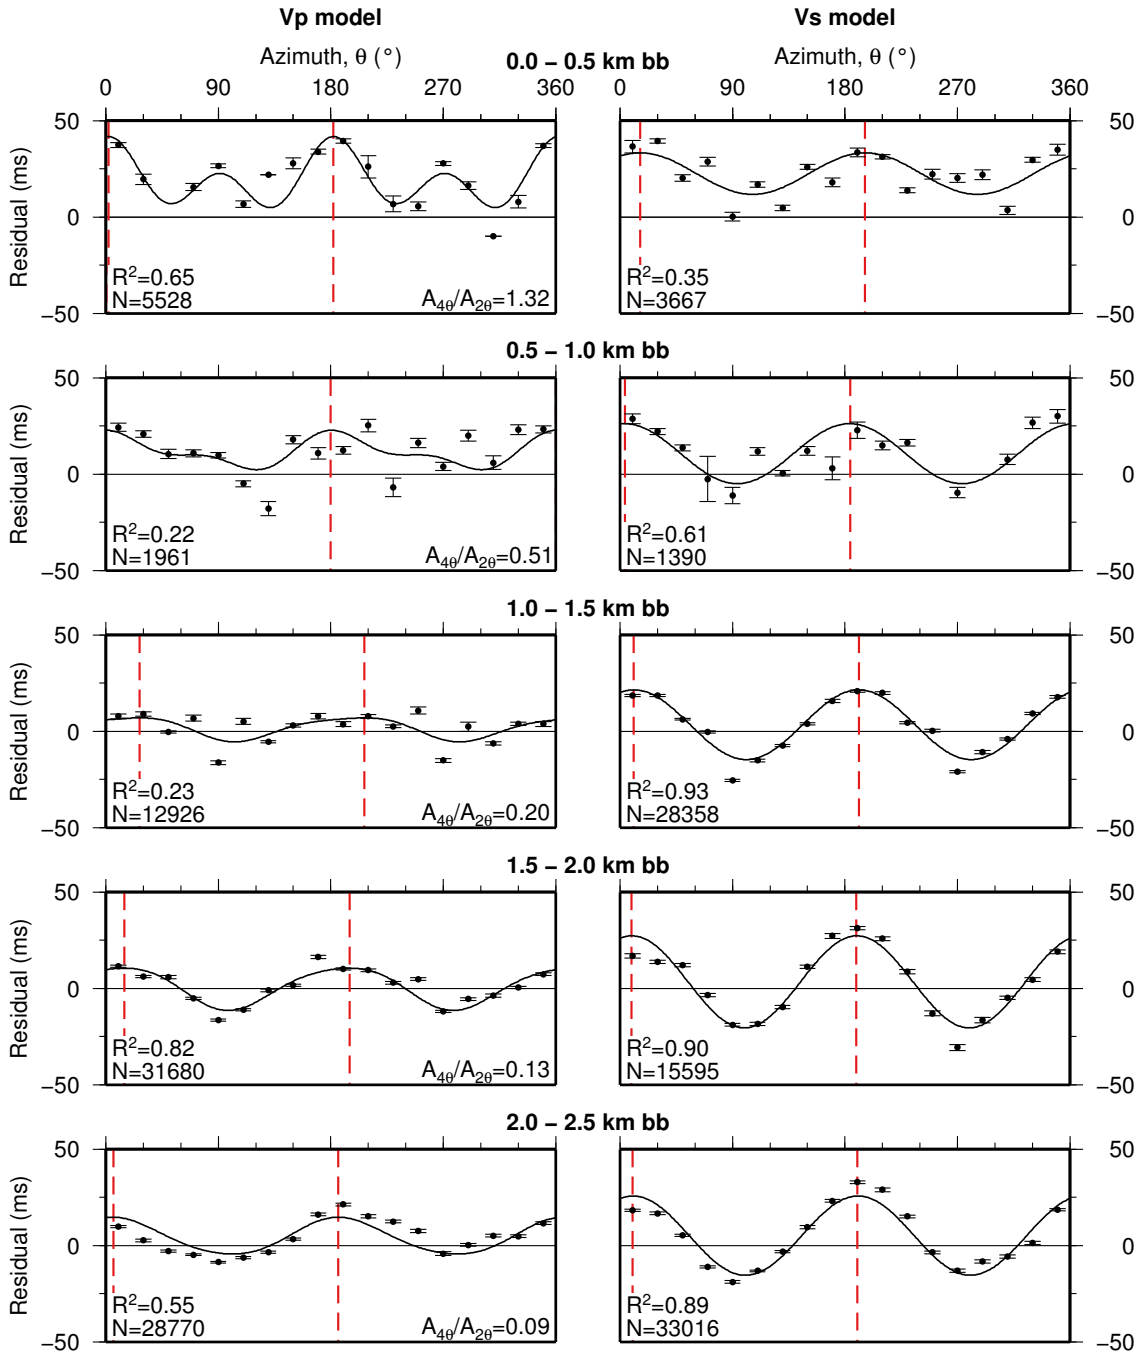 Vp model Vs model
Azimuth, θ (°) 0.0 – 0.5 km bb Azimuth, θ (°)
0 90 180 270 360 0 90 180 270 360
50 50
Residual (ms)
0 0
R²=0.65 R²=0.35
N=5528 A4θ/A2θ=1.32 N=3667
−50 −50
0.5 – 1.0 km bb
50 50
Residual (ms)
0 0
R²=0.22 R²=0.61
N=1961 A4θ/A2θ=0.51 N=1390
−50 −50
1.0 – 1.5 km bb
50 50
Residual (ms)
0 0
R²=0.23 R²=0.93
N=12926 A4θ/A2θ=0.20 N=28358
−50 −50
1.5 – 2.0 km bb
50 50
Residual (ms)
0 0
R²=0.82 R²=0.90
N=31680 A4θ/A2θ=0.13 N=15595
−50 −50
2.0 – 2.5 km bb
50 50
Residual (ms)
0 0
R²=0.55 R²=0.89
N=28770 A4θ/A2θ=0.09 N=33016
−50 −50